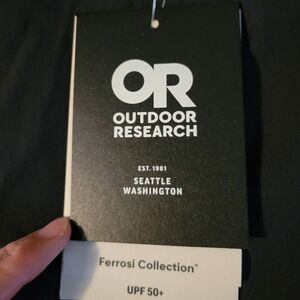 OR
OUTDOOR
RESEARCH
EST. 1981
SEATTLE
WASHINGTON
Ferrosi Collection™
UPF 50+